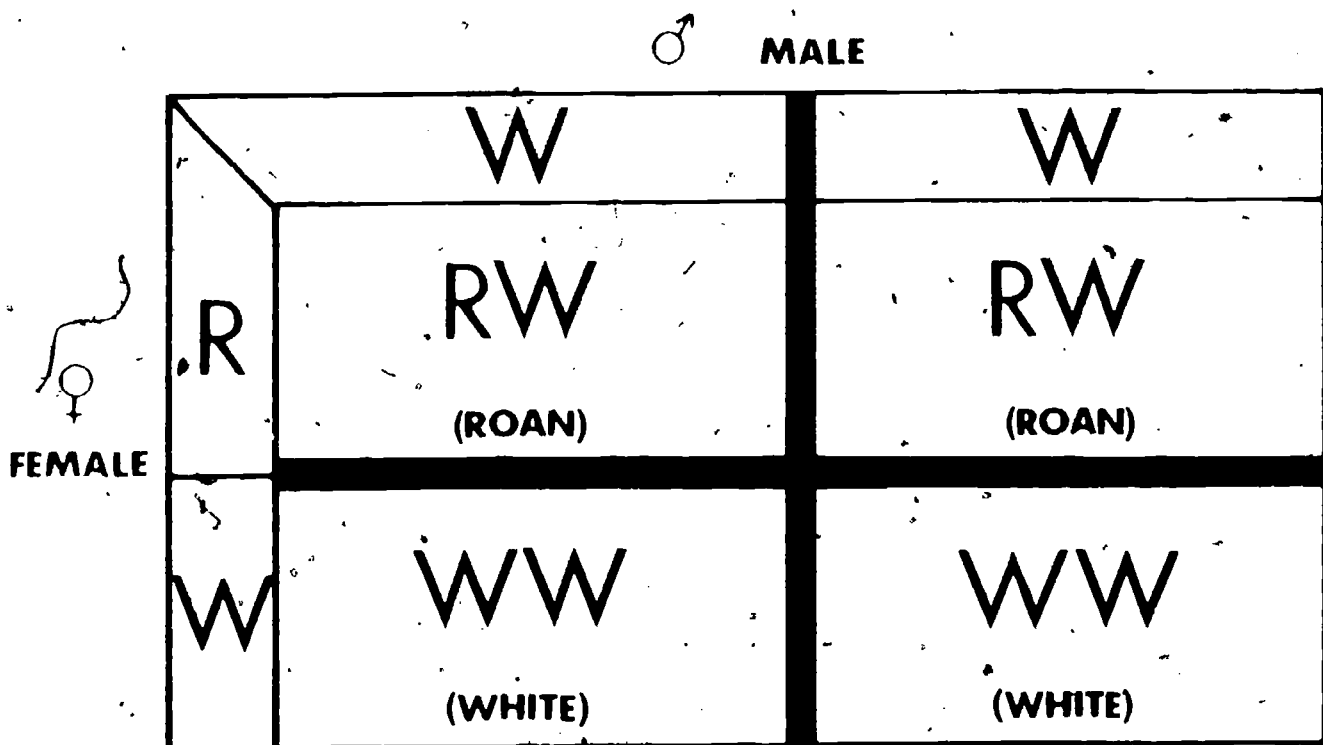 ♂ MALE
W W
R RW RW
♀
(ROAN) (ROAN)
FEMALE
W WW WW
(WHITE) (WHITE)